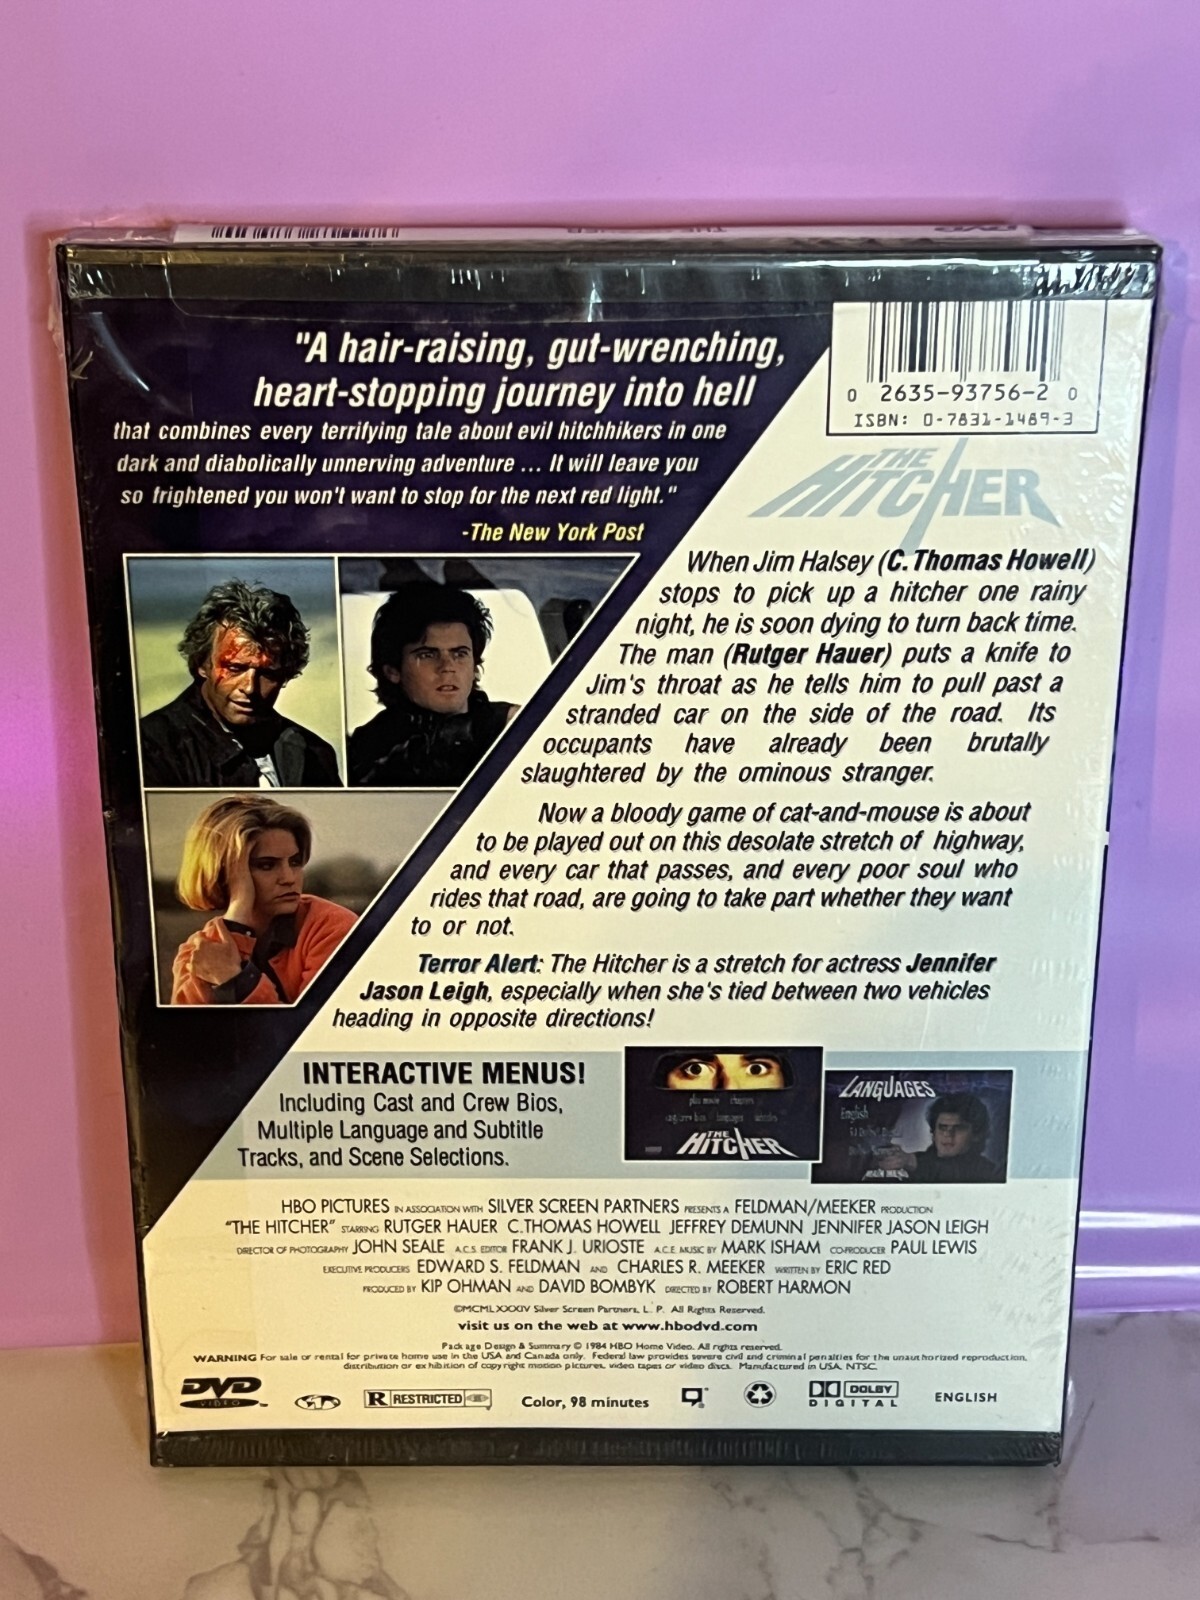 "A hair-raising, gut-wrenching,
heart-stopping journey into hell
that combines every terrifying tale about evil hitchhikers in one
dark and diabolically unnerving adventure ... It will leave you
so frightened you won't want to stop for the next red light."
-The New York Post
0 2635-93756-2 0
ISBN: 0-7831-1489-3
THE
HITCHER
When Jim Halsey (C. Thomas Howell)
stops to pick up a hitcher one rainy
night, he is soon dying to turn back time.
The man (Rutger Hauer) puts a knife to
Jim's throat as he tells him to pull past a
stranded car on the side of the road. Its
occupants have already been brutally
slaughtered by the ominous stranger.
Now a bloody game of cat-and-mouse is about
to be played out on this desolate stretch of highway,
and every car that passes, and every poor soul who
rides that road, are going to take part whether they want
to or not.
Terror Alert: The Hitcher is a stretch for actress Jennifer
Jason Leigh, especially when she's tied between two vehicles
heading in opposite directions!
INTERACTIVE MENUS!
Including Cast and Crew Bios,
Multiple Language and Subtitle
Tracks, and Scene Selections.
THE
HITCHER
LANGUAGES
English
HBO PICTURES IN ASSOCIATION WITH SILVER SCREEN PARTNERS PRESENTS A FELDMAN/MEEKER PRODUCTION
"THE HITCHER" STARRING RUTGER HAUER C. THOMAS HOWELL JEFFREY DEMUNN JENNIFER JASON LEIGH
DIRECTOR OF PHOTOGRAPHY JOHN SEALE A.C.S. EDITOR FRANK J. URIOSTE A.C.E. MUSIC BY MARK ISHAM CO-PRODUCER PAUL LEWIS
EXECUTIVE PRODUCERS EDWARD S. FELDMAN AND CHARLES R. MEEKER WRITTEN BY ERIC RED
PRODUCED BY KIP OHMAN AND DAVID BOMBYK DIRECTED BY ROBERT HARMON
©MCMLXXXIV Silver Screen Partners, L. P. All Rights Reserved.
visit us on the web at www.hbodvd.com
Package Design & Summary © 1984 HBO Home Video. All rights reserved.
WARNING For sale or rental for private home use in the USA and Canada only. Federal law provides severe civil and criminal penalties for the unauthorized reproduction,
distribution or exhibition of copyright motion pictures, video tapes or video discs. Manufactured in USA. NTSC.
DVD
VIDEO
R RESTRICTED
Color, 98 minutes
DOLBY
DIGITAL
ENGLISH